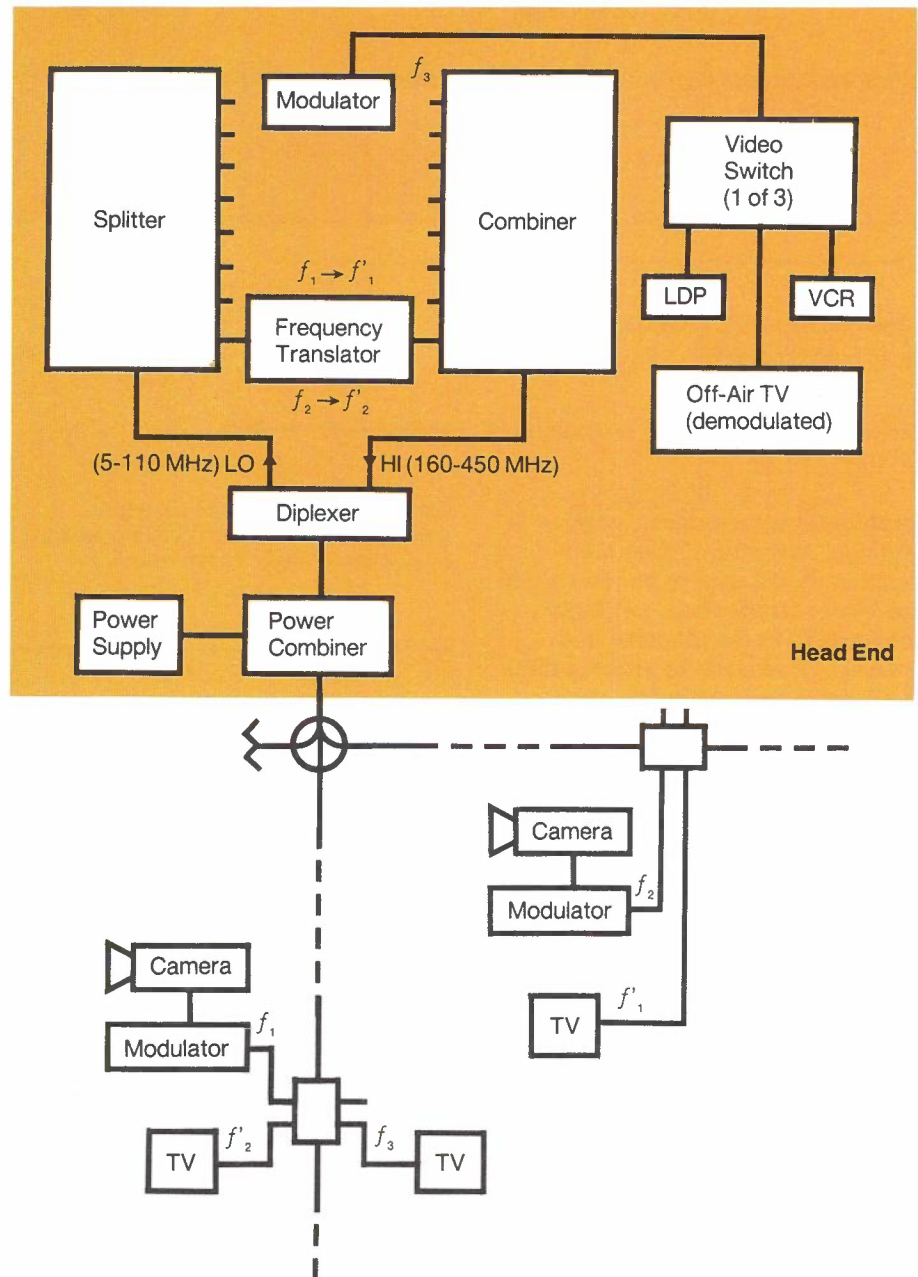 f₃
Modulator
Splitter
Combiner
Video
Switch
(1 of 3)
LDP
VCR
Off-Air TV
(demodulated)
f₁ → f'₁
Frequency
Translator
f₂ → f'₂
(5-110 MHz) LO
HI (160-450 MHz)
Diplexer
Power
Supply
Power
Combiner
Head End
Camera
Modulator
f₂
TV
f'₁
Camera
Modulator
f₁
TV
f'₂
f₃
TV